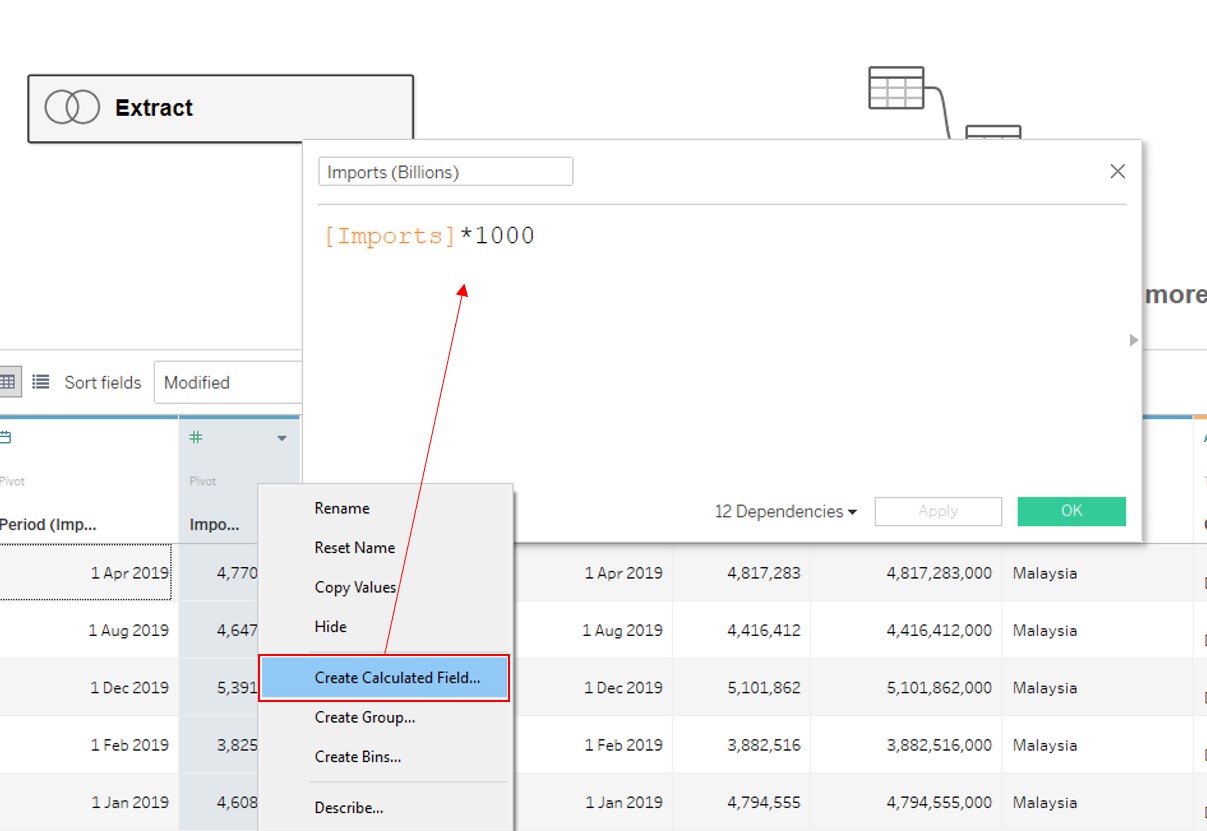 Extract
Imports (Billions)
[Imports]*1000
more
Sort fields
Modified
12 Dependencies
Apply
OK
Pivot
Pivot
Period (Imp...
Impo...
Rename
Reset Name
Copy Values
Hide
Create Calculated Field...
Create Group...
Create Bins...
Describe...
1 Apr 2019 4,770 1 Apr 2019 4,817,283 4,817,283,000 Malaysia
1 Aug 2019 4,647 1 Aug 2019 4,416,412 4,416,412,000 Malaysia
1 Dec 2019 5,391 1 Dec 2019 5,101,862 5,101,862,000 Malaysia
1 Feb 2019 3,825 1 Feb 2019 3,882,516 3,882,516,000 Malaysia
1 Jan 2019 4,608 1 Jan 2019 4,794,555 4,794,555,000 Malaysia